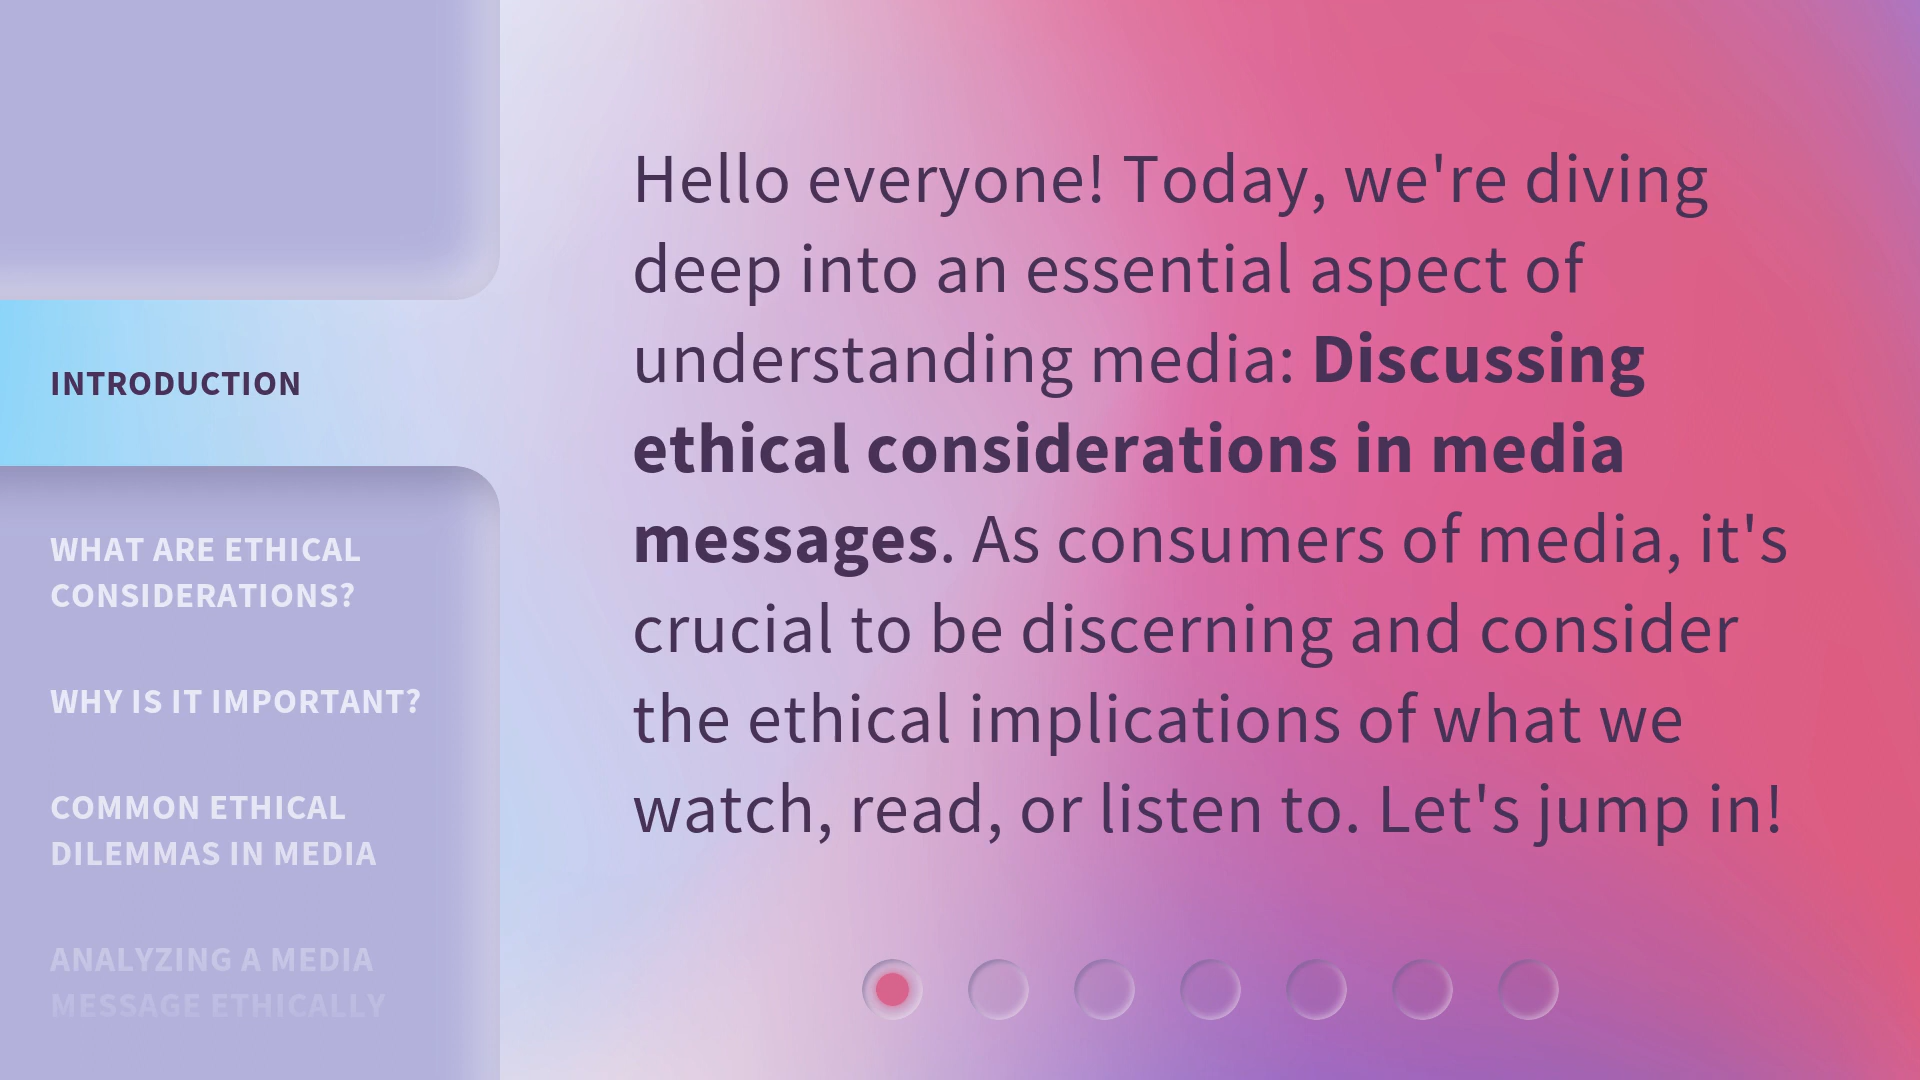 INTRODUCTION
WHAT ARE ETHICAL
CONSIDERATIONS?
WHY IS IT IMPORTANT?
COMMON ETHICAL
DILEMMAS IN MEDIA
ANALYZING A MEDIA
MESSAGE ETHICALLY
Hello everyone! Today, we're diving
deep into an essential aspect of
understanding media: Discussing
ethical considerations in media
messages. As consumers of media, it's
crucial to be discerning and consider
the ethical implications of what we
watch, read, or listen to. Let's jump in!